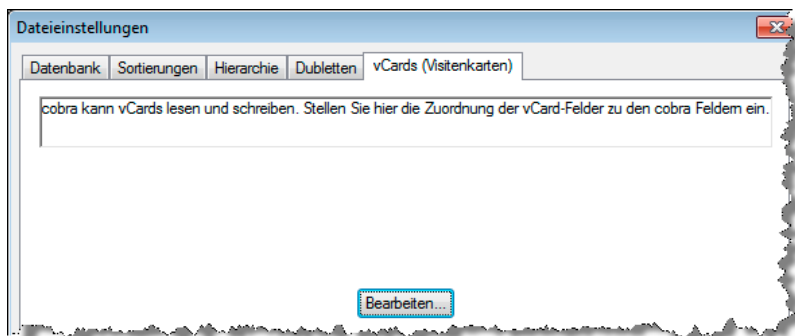 Dateieinstellungen
Datenbank Sortierungen Hierarchie Dubletten vCards (Visitenkarten)
cobra kann vCards lesen und schreiben. Stellen Sie hier die Zuordnung der vCard-Felder zu den cobra Feldern ein.
Bearbeiten...